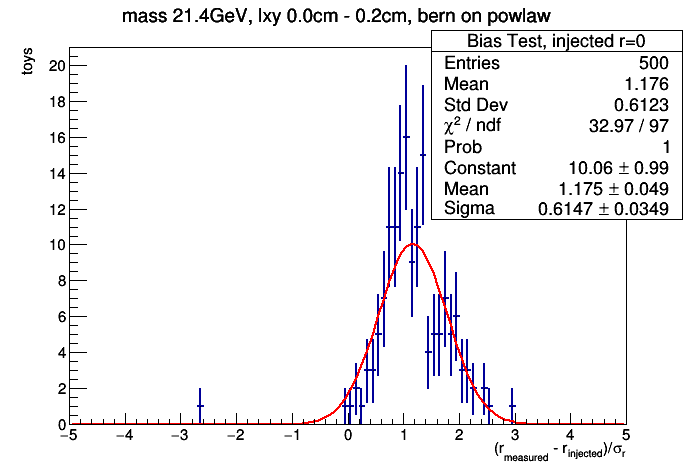 mass 21.4GeV, lxy 0.0cm - 0.2cm, bern on powlaw
Bias Test, injected r=0
Entries 500
Mean 1.176
Std Dev 0.6123
χ² / ndf 32.97 / 97
Prob 1
Constant 10.06 ± 0.99
Mean 1.175 ± 0.049
Sigma 0.6147 ± 0.0349
toys
20
18
16
14
12
10
8
6
4
2
0
−5 −4 −3 −2 −1 0 1 2 3 4 5
(r_measured - r_injected)/σ_r